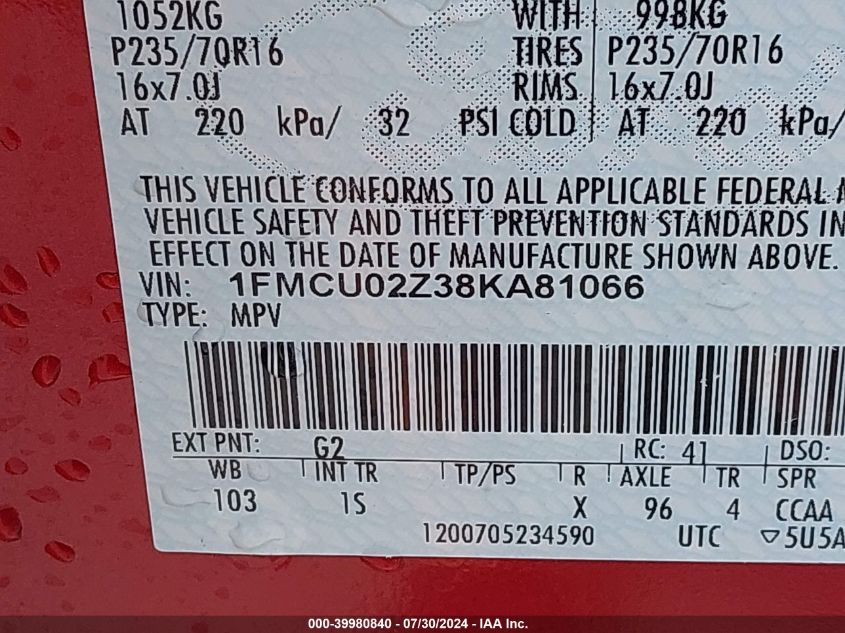 1052KG WITH 998KG
P235/70R16 TIRES P235/70R16
16x7.0J RIMS 16x7.0J
AT 220 kPa/ 32 PSI COLD AT 220 kPa/
THIS VEHICLE CONFORMS TO ALL APPLICABLE FEDERAL
VEHICLE SAFETY AND THEFT PREVENTION STANDARDS IN
EFFECT ON THE DATE OF MANUFACTURE SHOWN ABOVE.
VIN: 1FMCU02Z38KA81066
TYPE: MPV
EXT PNT: G2 RC: 41 DSO:
WB INT TR TP/PS R AXLE TR SPR
103 1S X 96 4 CCAA
1200705234590 UTC ▽5U5A
000-39980840 / 07/30/2024 - IAA Inc.